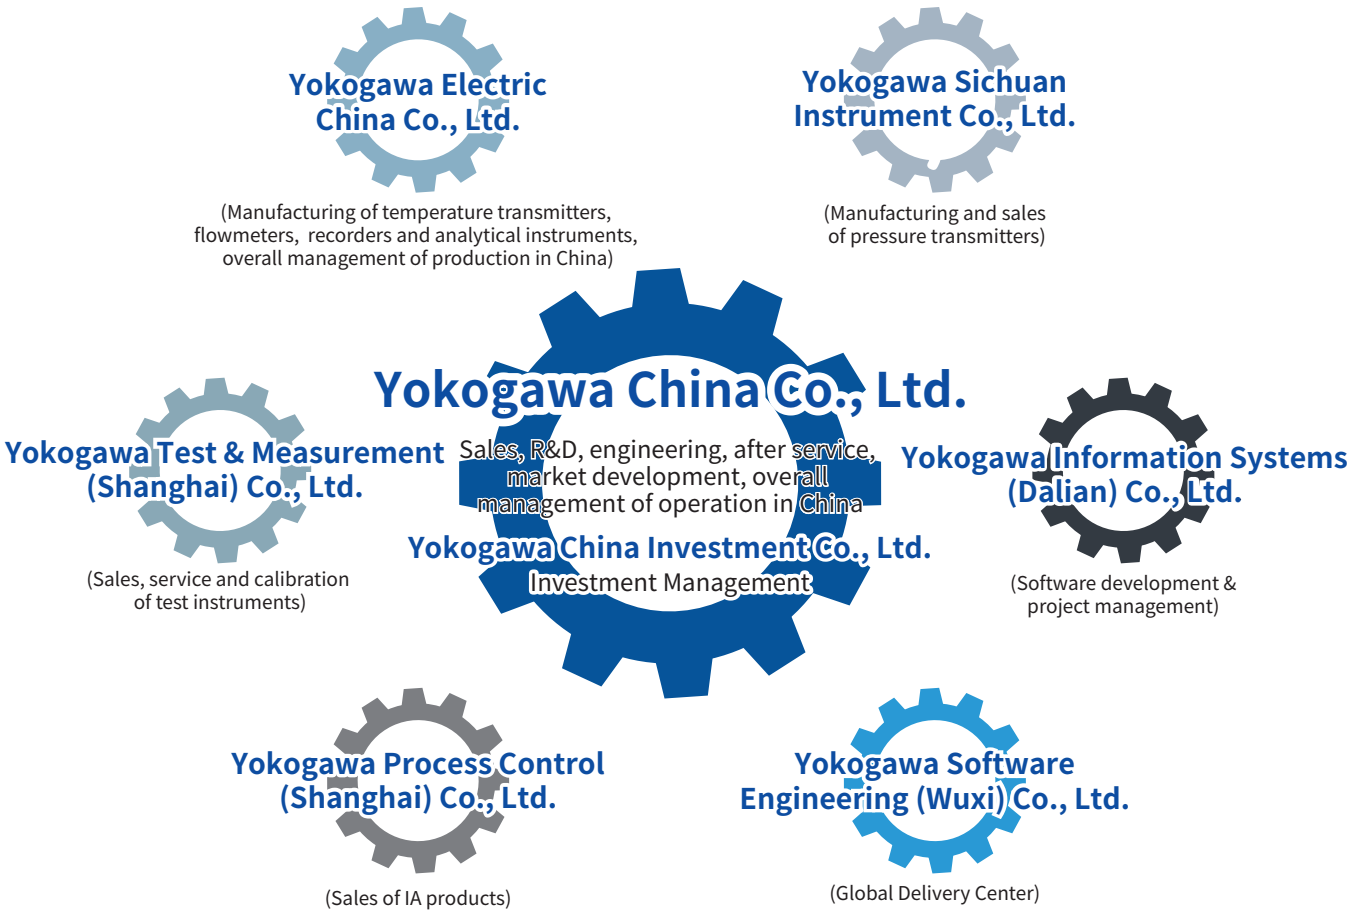 Yokogawa Electric
China Co., Ltd.
(Manufacturing of temperature transmitters,
flowmeters, recorders and analytical instruments,
overall management of production in China)
Yokogawa Sichuan
Instrument Co., Ltd.
(Manufacturing and sales
of pressure transmitters)
Yokogawa China Co., Ltd.
Sales, R&D, engineering, after service,
market development, overall
management of operation in China
Yokogawa China Investment Co., Ltd.
Investment Management
Yokogawa Test & Measurement
(Shanghai) Co., Ltd.
(Sales, service and calibration
of test instruments)
Yokogawa Information Systems
(Dalian) Co., Ltd.
(Software development &
project management)
Yokogawa Process Control
(Shanghai) Co., Ltd.
(Sales of IA products)
Yokogawa Software
Engineering (Wuxi) Co., Ltd.
(Global Delivery Center)